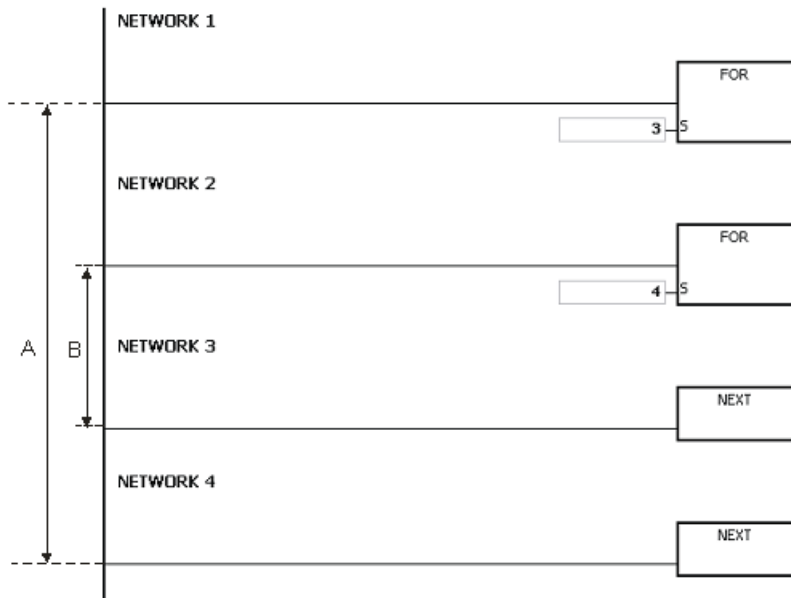 NETWORK 1
FOR
3 S
NETWORK 2
FOR
4 S
A
B
NETWORK 3
NEXT
NETWORK 4
NEXT